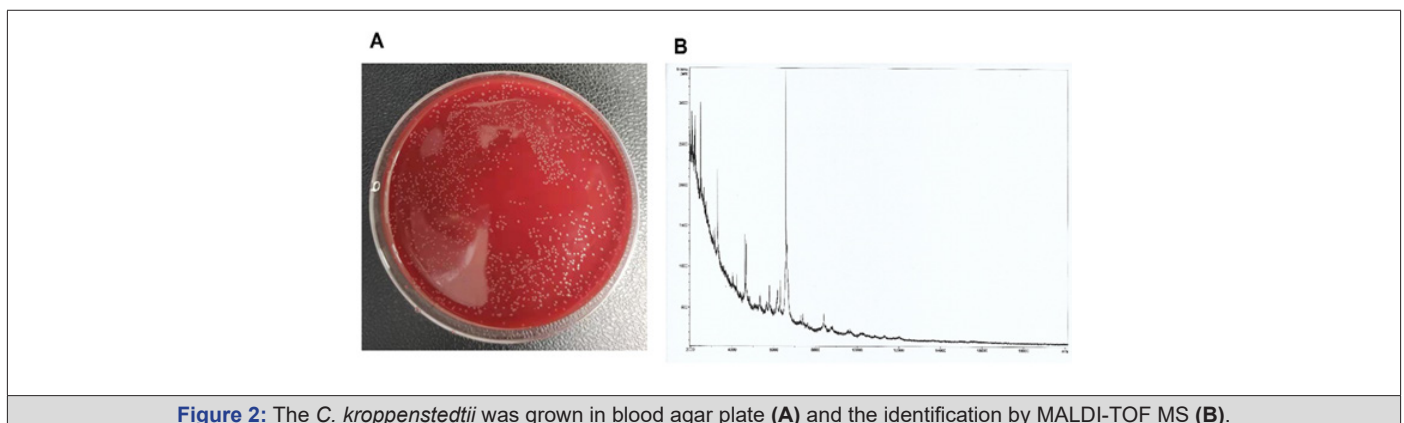 A
B
Figure 2: The C. kroppenstedtii was grown in blood agar plate (A) and the identification by MALDI-TOF MS (B).